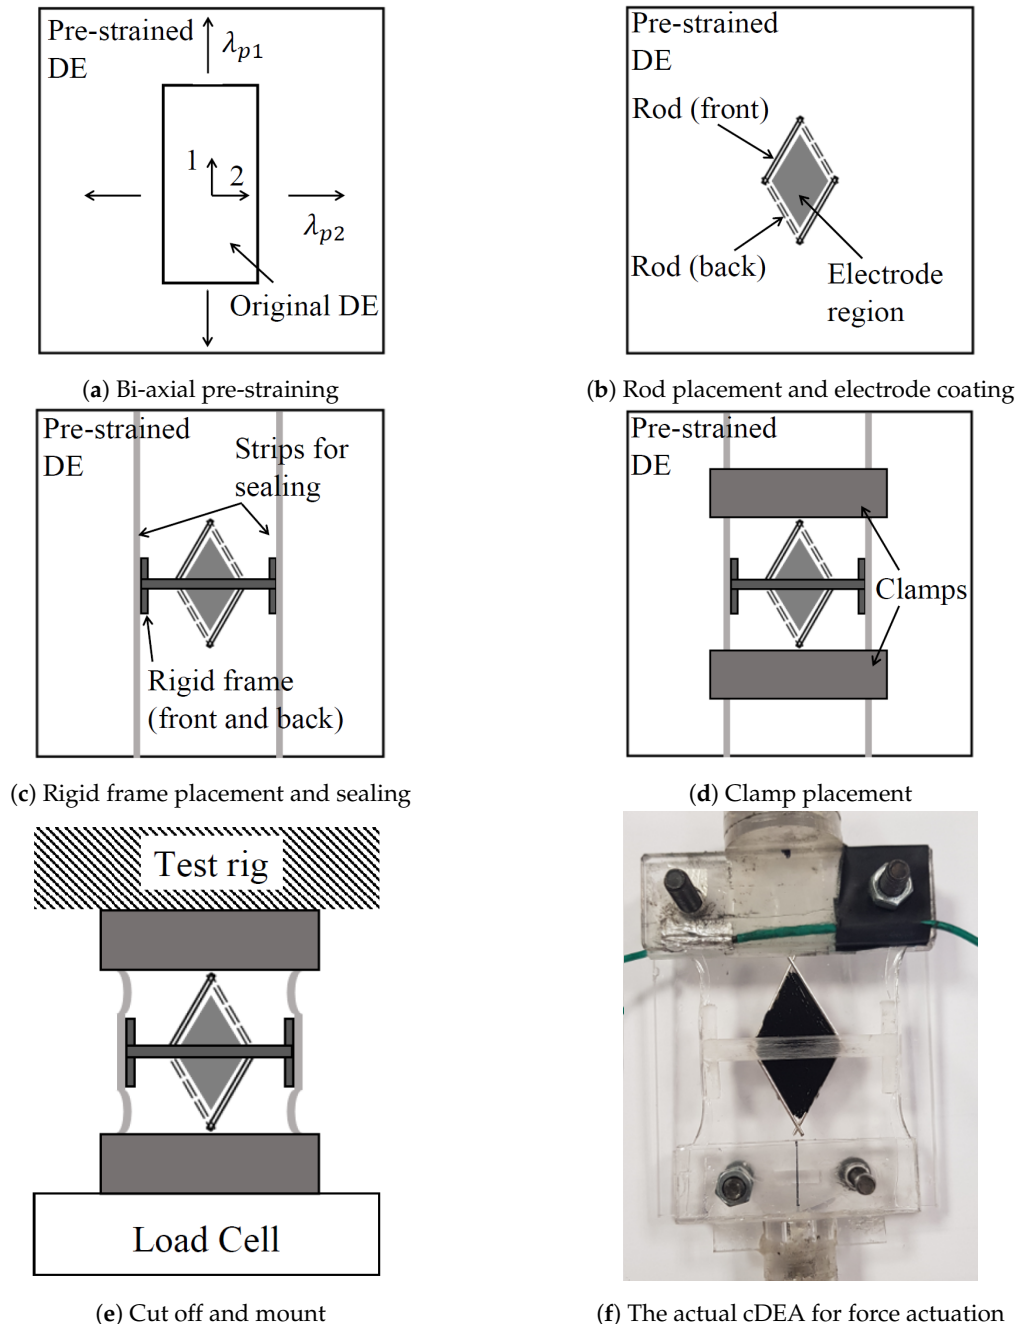 Pre-strained
DE
λp1
1
2
λp2
Original DE
(a) Bi-axial pre-straining
Pre-strained
DE
Rod (front)
Rod (back)
Electrode
region
(b) Rod placement and electrode coating
Pre-strained
DE
Strips for
sealing
Rigid frame
(front and back)
(c) Rigid frame placement and sealing
Pre-strained
DE
Clamps
(d) Clamp placement
Test rig
Load Cell
(e) Cut off and mount
(f) The actual cDEA for force actuation